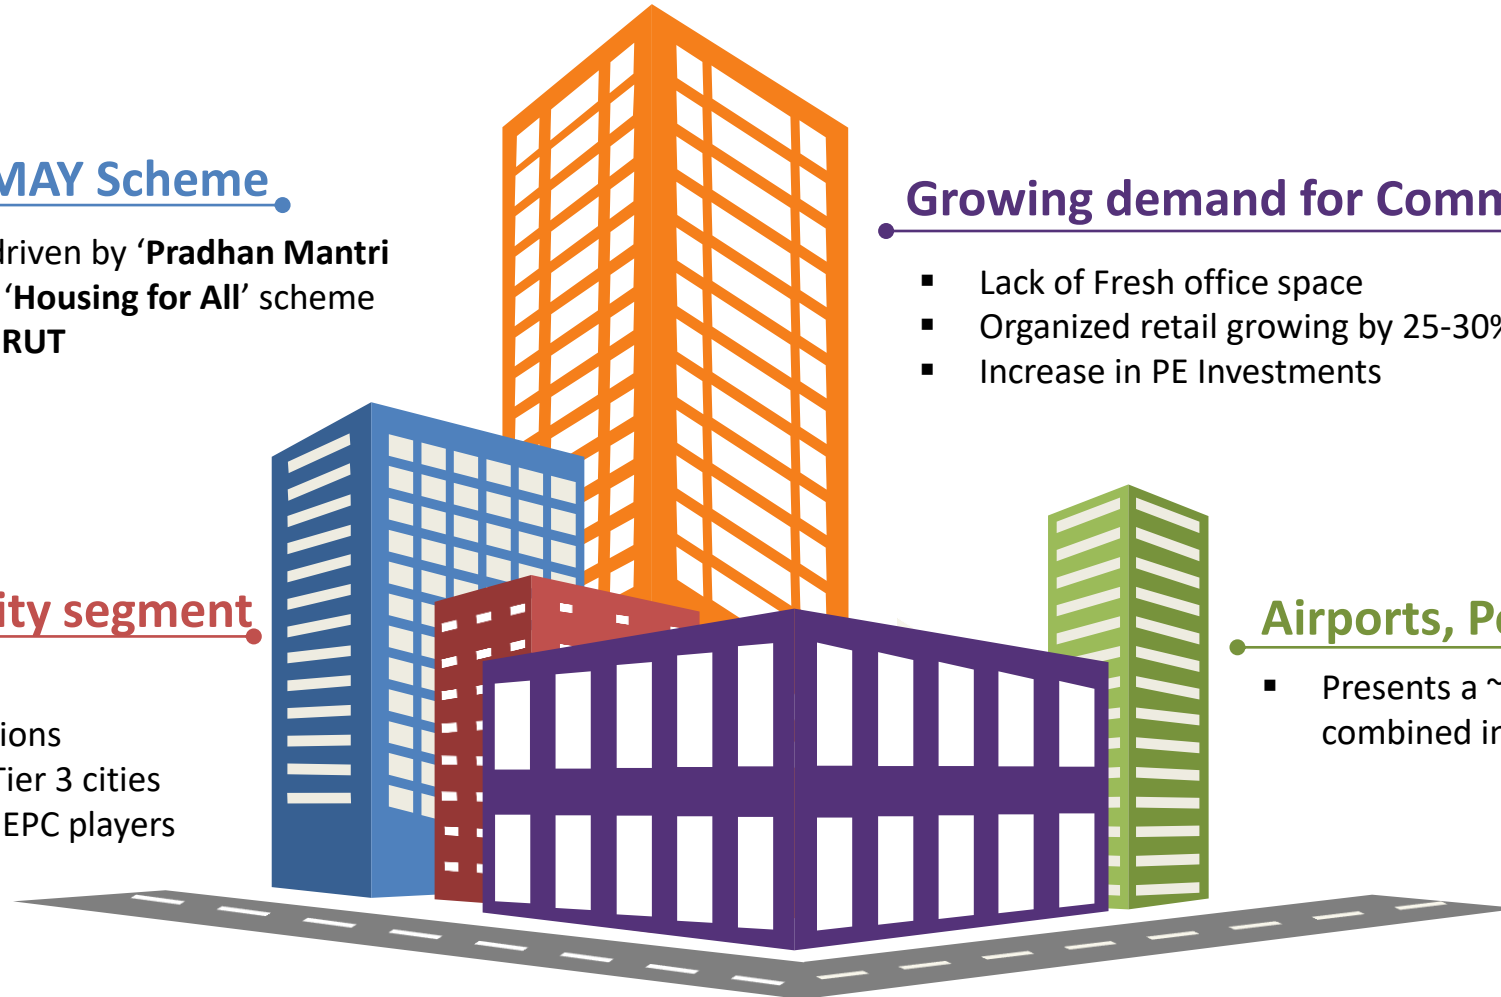 MAY Scheme
driven by ‘Pradhan Mantri
‘Housing for All’ scheme
RUT
Growing demand for Comm
▪ Lack of Fresh office space
▪ Organized retail growing by 25-30%
▪ Increase in PE Investments
ity segment
ions
Tier 3 cities
EPC players
Airports, Po
▪ Presents a ~
combined in